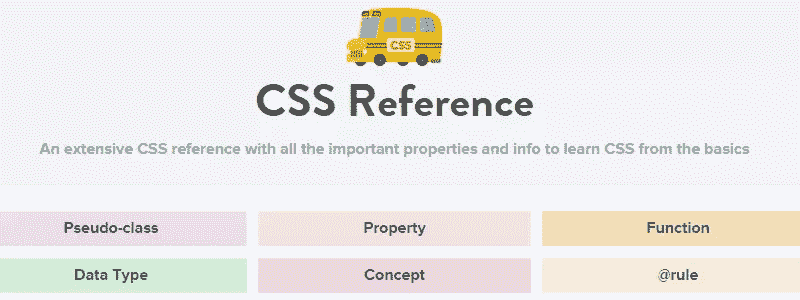 CSS
CSS Reference
An extensive CSS reference with all the important properties and info to learn CSS from the basics
Pseudo-class Property Function
Data Type Concept @rule